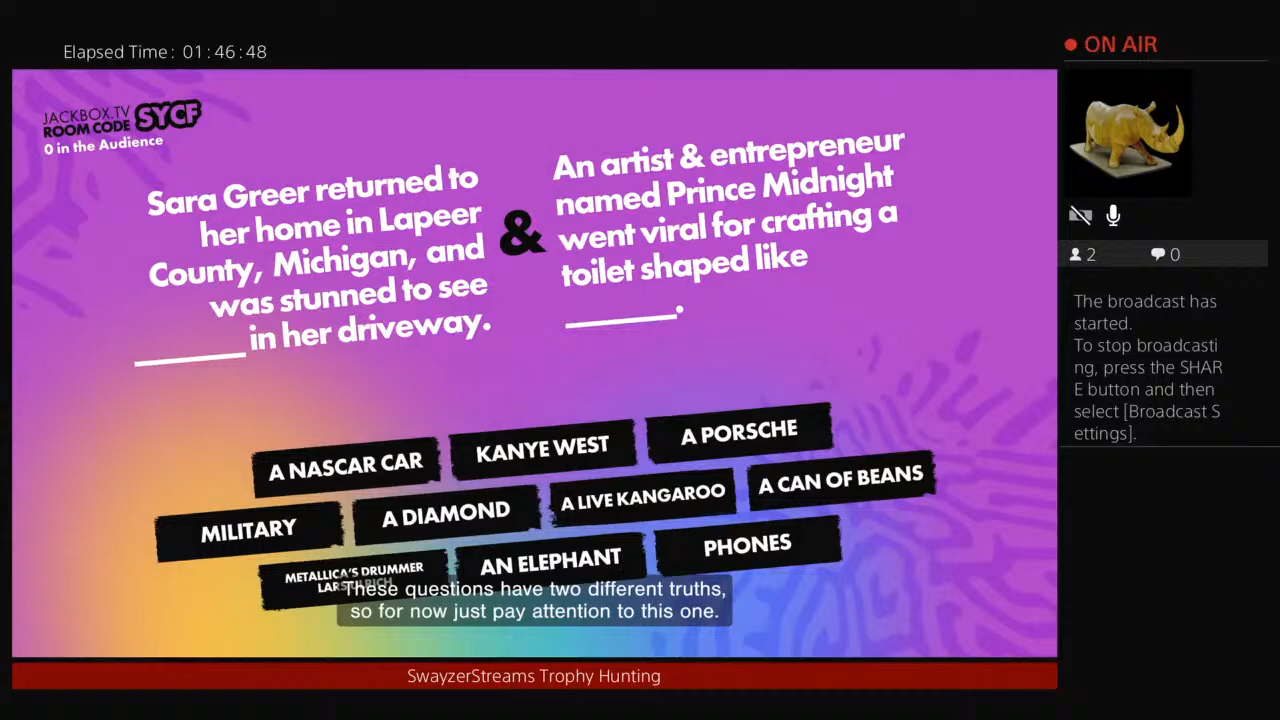 Elapsed Time: 01:46:48
ON AIR
JACKBOX.TV
ROOM CODE SYCF
0 in the Audience
Sara Greer returned to
her home in Lapeer
County, Michigan, and
was stunned to see
_______ in her driveway.
&
An artist & entrepreneur
named Prince Midnight
went viral for crafting a
toilet shaped like
_______.
A NASCAR CAR
KANYE WEST
A PORSCHE
MILITARY
A DIAMOND
A LIVE KANGAROO
A CAN OF BEANS
METALLICA'S DRUMMER
LARS ULRICH
AN ELEPHANT
PHONES
These questions have two different truths,
so for now just pay attention to this one.
2
0
The broadcast has
started.
To stop broadcasti
ng, press the SHAR
E button and then
select [Broadcast S
ettings].
SwayzerStreams Trophy Hunting